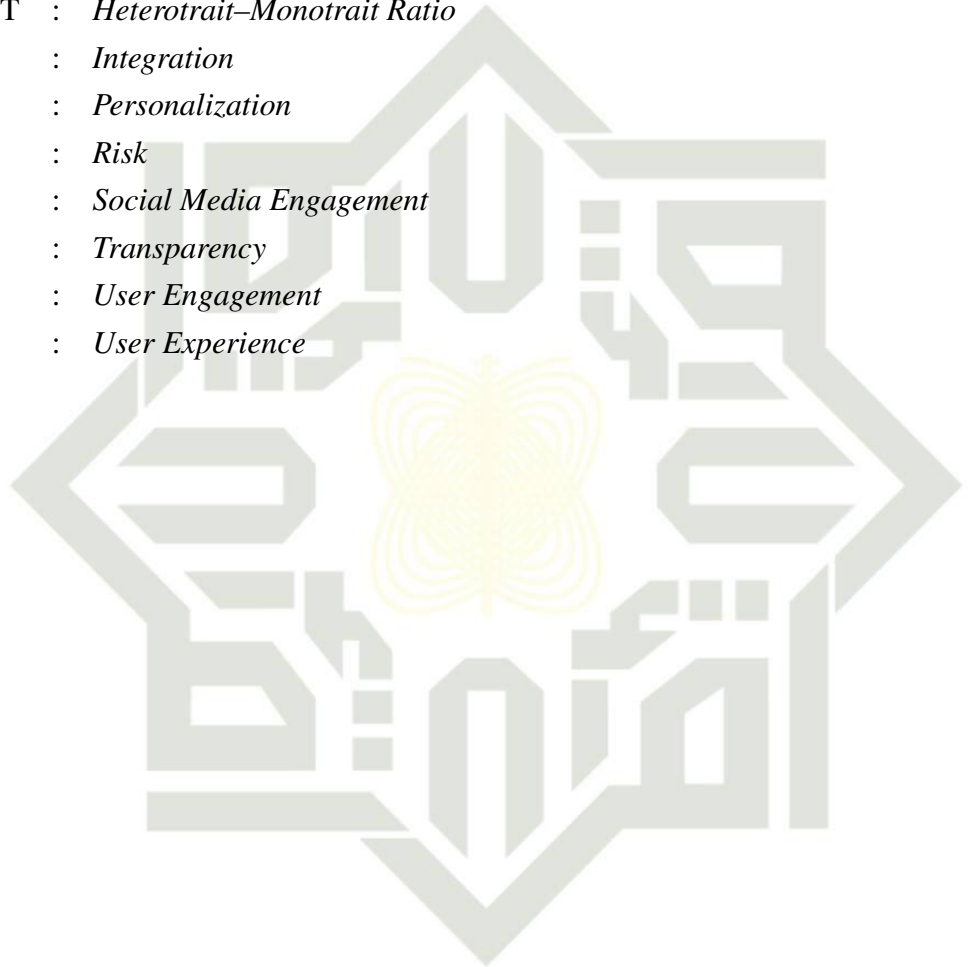 T : Heterotrait–Monotrait Ratio
: Integration
: Personalization
: Risk
: Social Media Engagement
: Transparency
: User Engagement
: User Experience